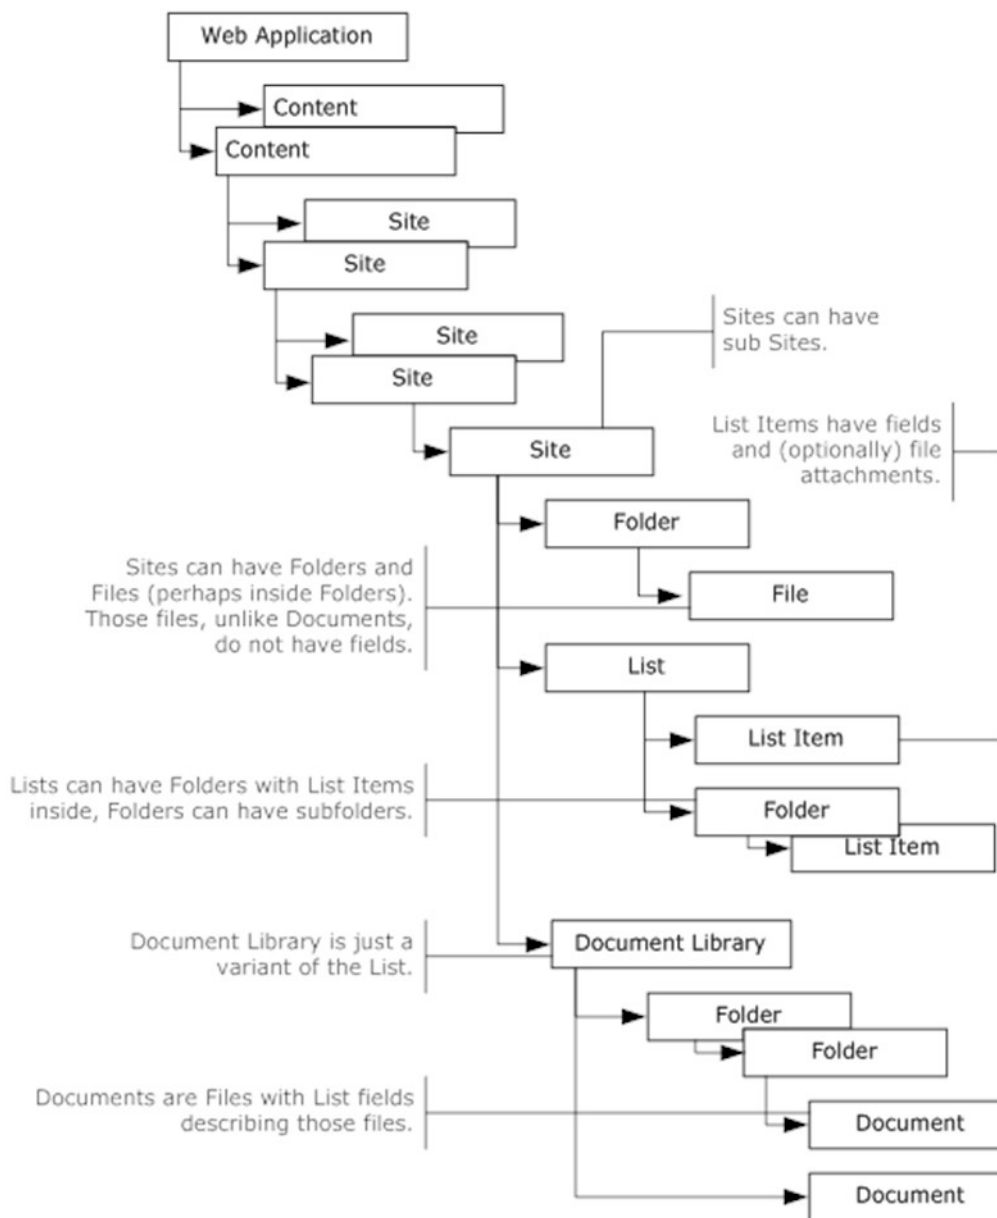 Web Application
Content
Content
Site
Site
Site
Site
Sites can have
sub Sites.
List Items have fields
and (optionally) file
attachments.
Site
Folder
Sites can have Folders and
Files (perhaps inside Folders).
Those files, unlike Documents,
do not have fields.
File
List
List Item
Lists can have Folders with List Items
inside, Folders can have subfolders.
Folder
List Item
Document Library is just a
variant of the List.
Document Library
Folder
Folder
Documents are Files with List fields
describing those files.
Document
Document